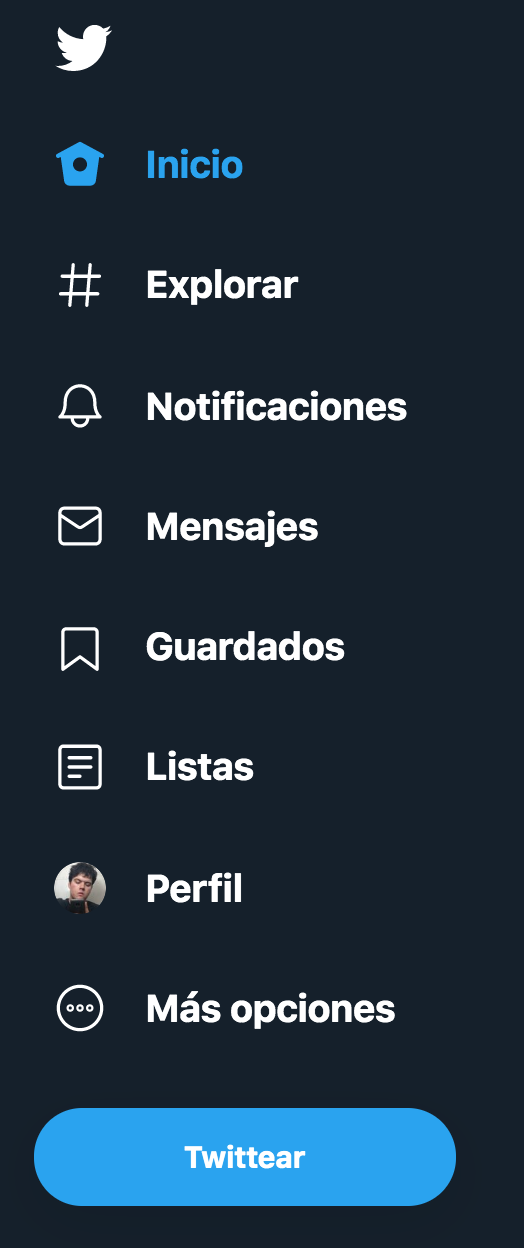 Inicio
Explorar
Notificaciones
Mensajes
Guardados
Listas
Perfil
Más opciones
Twittear